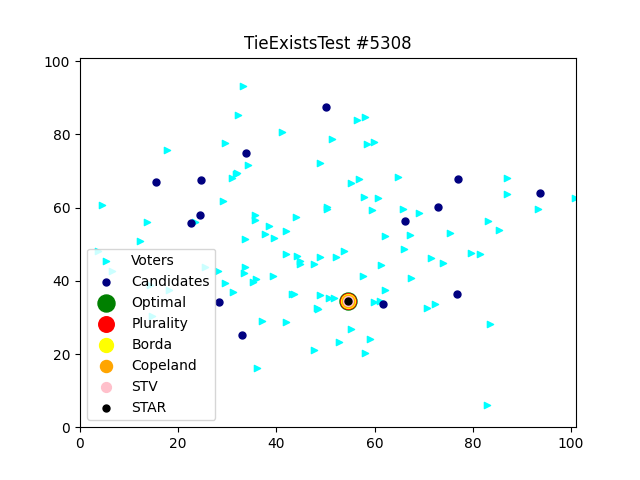 TieExistsTest #5308
100
80
60
40
20
0
Voters
Candidates
Optimal
Plurality
Borda
Copeland
STV
STAR
0 20 40 60 80 100